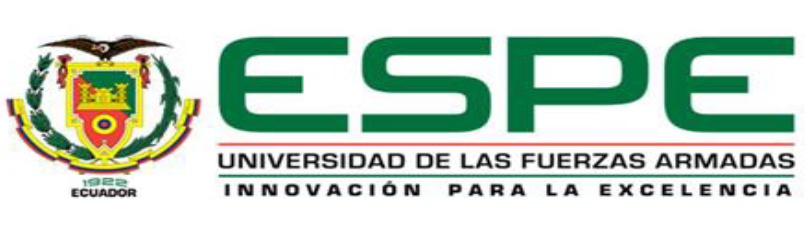 ESPE
UNIVERSIDAD DE LAS FUERZAS ARMADAS
INNOVACIÓN PARA LA EXCELENCIA
1922
ECUADOR